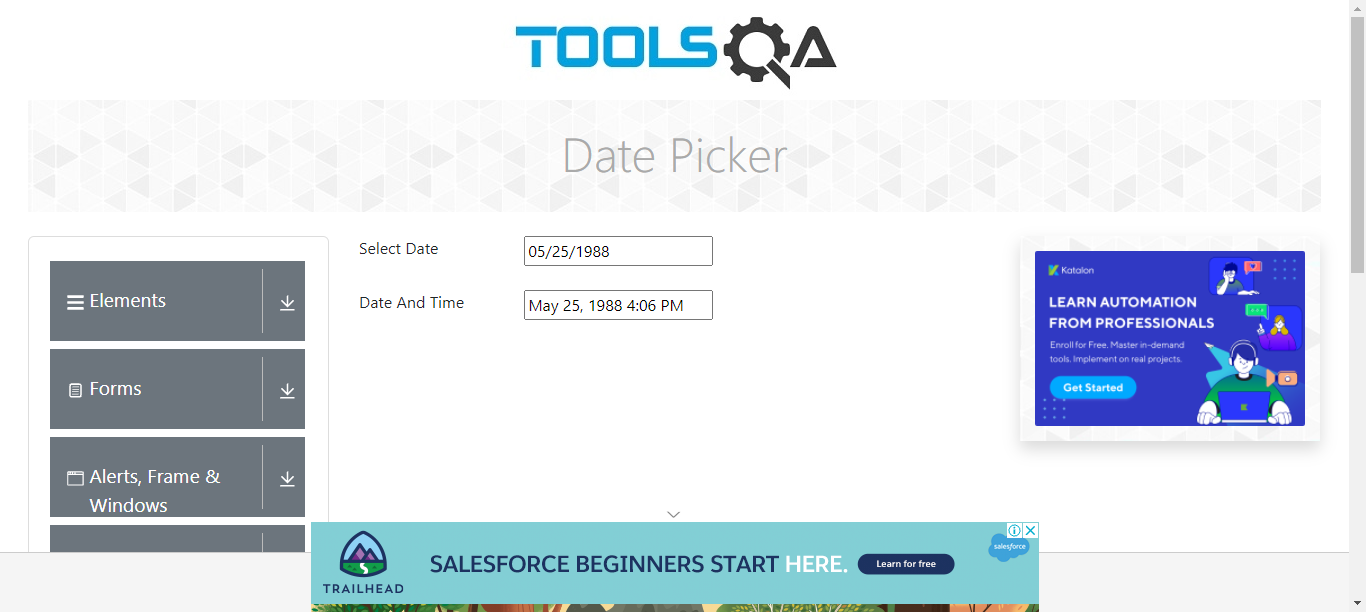 TOOLSQA
Date Picker
Elements
Forms
Alerts, Frame &
Windows
Select Date
05/25/1988
Date And Time
May 25, 1988 4:06 PM
Katalon
LEARN AUTOMATION
FROM PROFESSIONALS
Enroll for Free. Master in-demand
tools. Implement on real projects.
Get Started
TRAILHEAD
SALESFORCE BEGINNERS START HERE.
Learn for free
salesforce